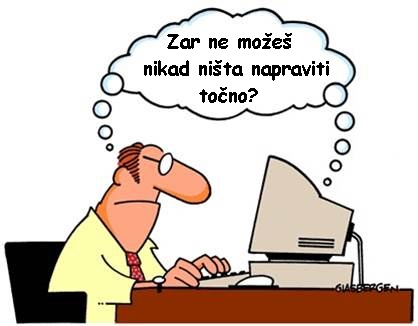 Zar ne možeš
nikad ništa napraviti
točno?
GLASBERGEN